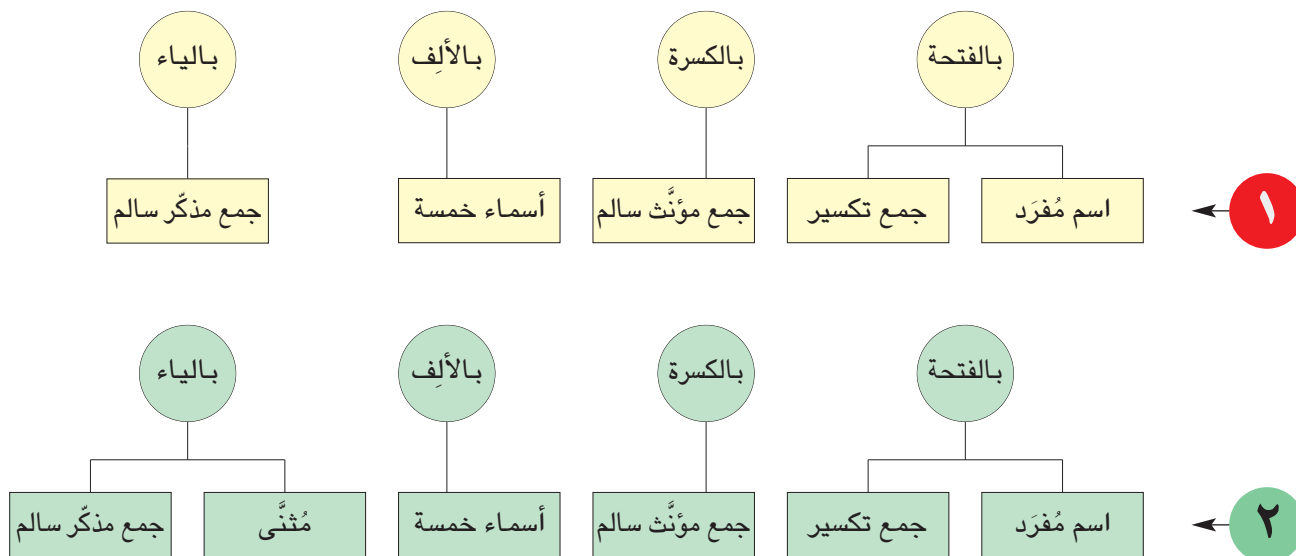 بالفتحة بالكسرة بالألِف بالياء
١ اسم مُفرَد جمع تكسير جمع مؤنَّث سالم أسماء خمسة جمع مذكّر سالم
بالفتحة بالكسرة بالألِف بالياء
٢ اسم مُفرَد جمع تكسير جمع مؤنَّث سالم أسماء خمسة مُثنَّى جمع مذكّر سالم